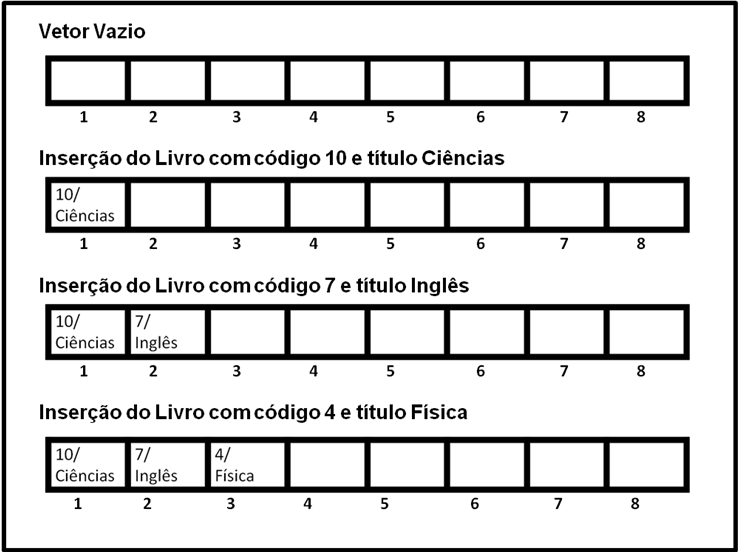 Vetor Vazio
1 2 3 4 5 6 7 8
Inserção do Livro com código 10 e título Ciências
10/
Ciências
1 2 3 4 5 6 7 8
Inserção do Livro com código 7 e título Inglês
10/ 7/
Ciências Inglês
1 2 3 4 5 6 7 8
Inserção do Livro com código 4 e título Física
10/ 7/ 4/
Ciências Inglês Física
1 2 3 4 5 6 7 8